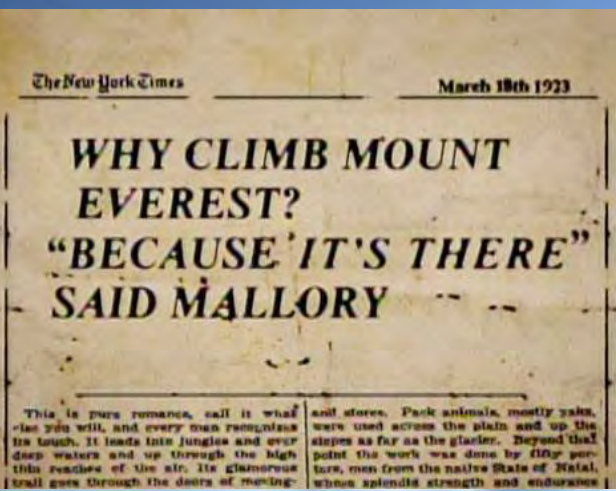 The New York Times
March 18th 1923
WHY CLIMB MOUNT
EVEREST?
“BECAUSE IT'S THERE”
SAID MALLORY
This is pure romance, call it what
else you will, and every man recognizes
its touch. It leads into jungles and over
deep waters and up through the high
thin reaches of the air. Its glamorous
trail goes through the doors of moving-
and stores. Pack animals, mostly yaks,
were used across the plain and up the
slopes as far as the glacier. Beyond that
point the work was done by fifty por-
ters, men from the native State of
whose splendid strength and endurance